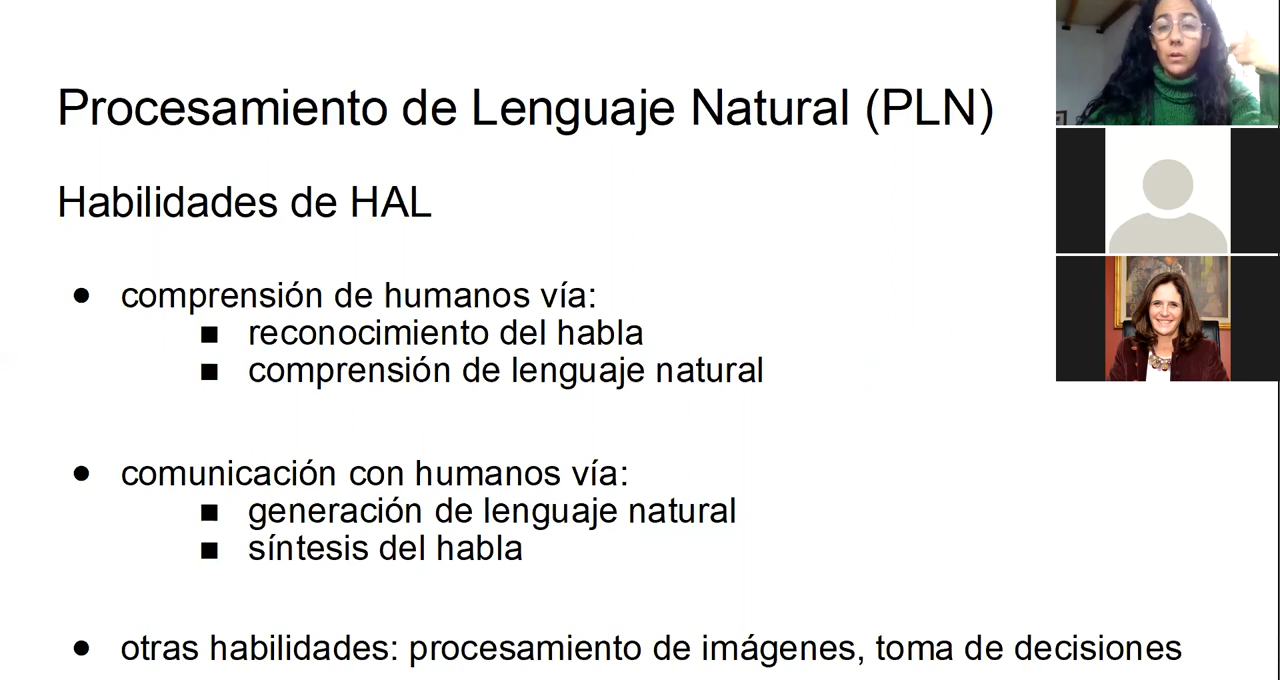 Procesamiento de Lenguaje Natural (PLN)
Habilidades de HAL
● comprensión de humanos vía:
■ reconocimiento del habla
■ comprensión de lenguaje natural
● comunicación con humanos vía:
■ generación de lenguaje natural
■ síntesis del habla
● otras habilidades: procesamiento de imágenes, toma de decisiones